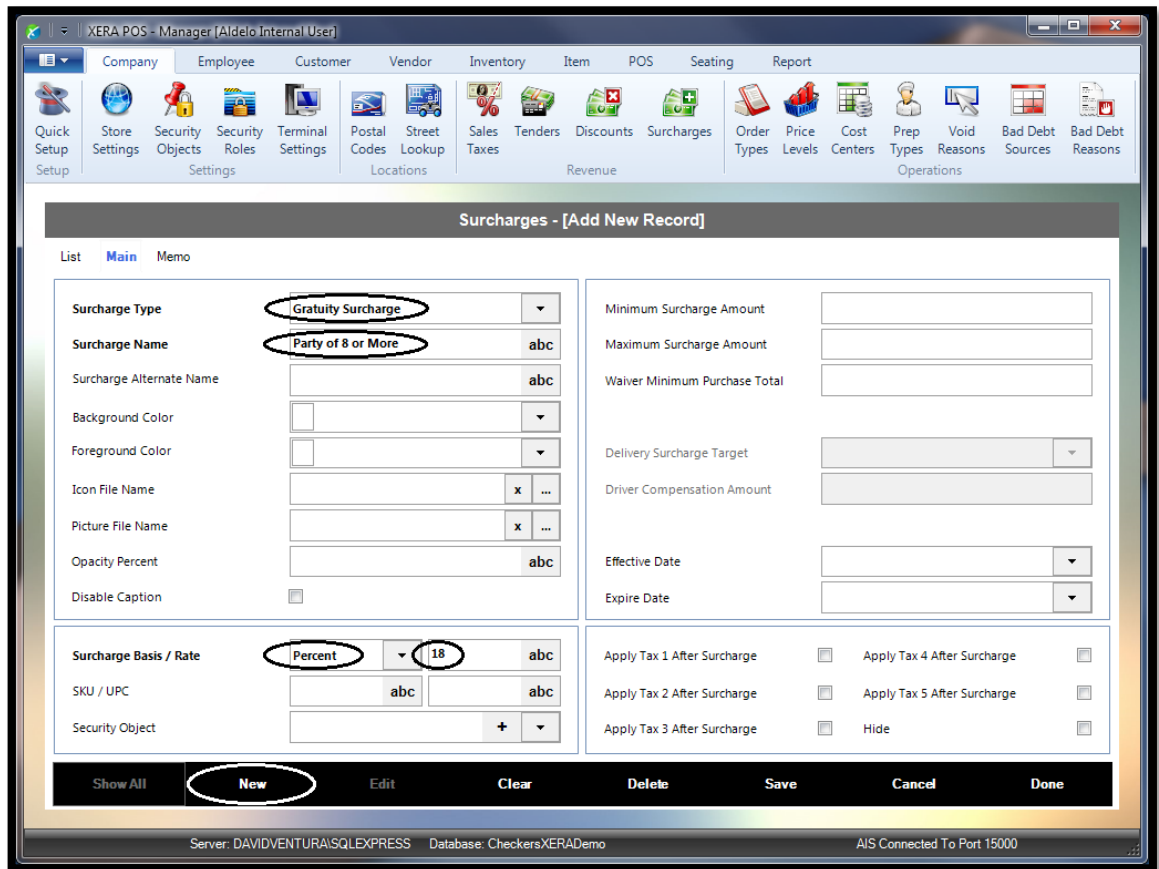 XERA POS - Manager [Aldelo Internal User]
Company Employee Customer Vendor Inventory Item POS Seating Report
Quick Setup Store Settings Security Objects Security Roles Terminal Settings Postal Codes Street Lookup Sales Taxes Tenders Discounts Surcharges Order Types Price Levels Cost Centers Prep Types Void Reasons Bad Debt Sources Bad Debt Reasons
Setup Settings Locations Revenue Operations
Surcharges - [Add New Record]
List Main Memo
Surcharge Type Gratuity Surcharge
Surcharge Name Party of 8 or More abc
Surcharge Alternate Name abc
Background Color
Foreground Color
Icon File Name x ...
Picture File Name x ...
Opacity Percent abc
Disable Caption
Minimum Surcharge Amount
Maximum Surcharge Amount
Waiver Minimum Purchase Total
Delivery Surcharge Target
Driver Compensation Amount
Effective Date
Expire Date
Surcharge Basis / Rate Percent 18 abc
SKU / UPC abc abc
Security Object +
Apply Tax 1 After Surcharge Apply Tax 4 After Surcharge
Apply Tax 2 After Surcharge Apply Tax 5 After Surcharge
Apply Tax 3 After Surcharge Hide
Show All New Edit Clear Delete Save Cancel Done
Server: DAVIDVENTURA\SQLEXPRESS Database: CheckersXERADemo AIS Connected To Port 15000